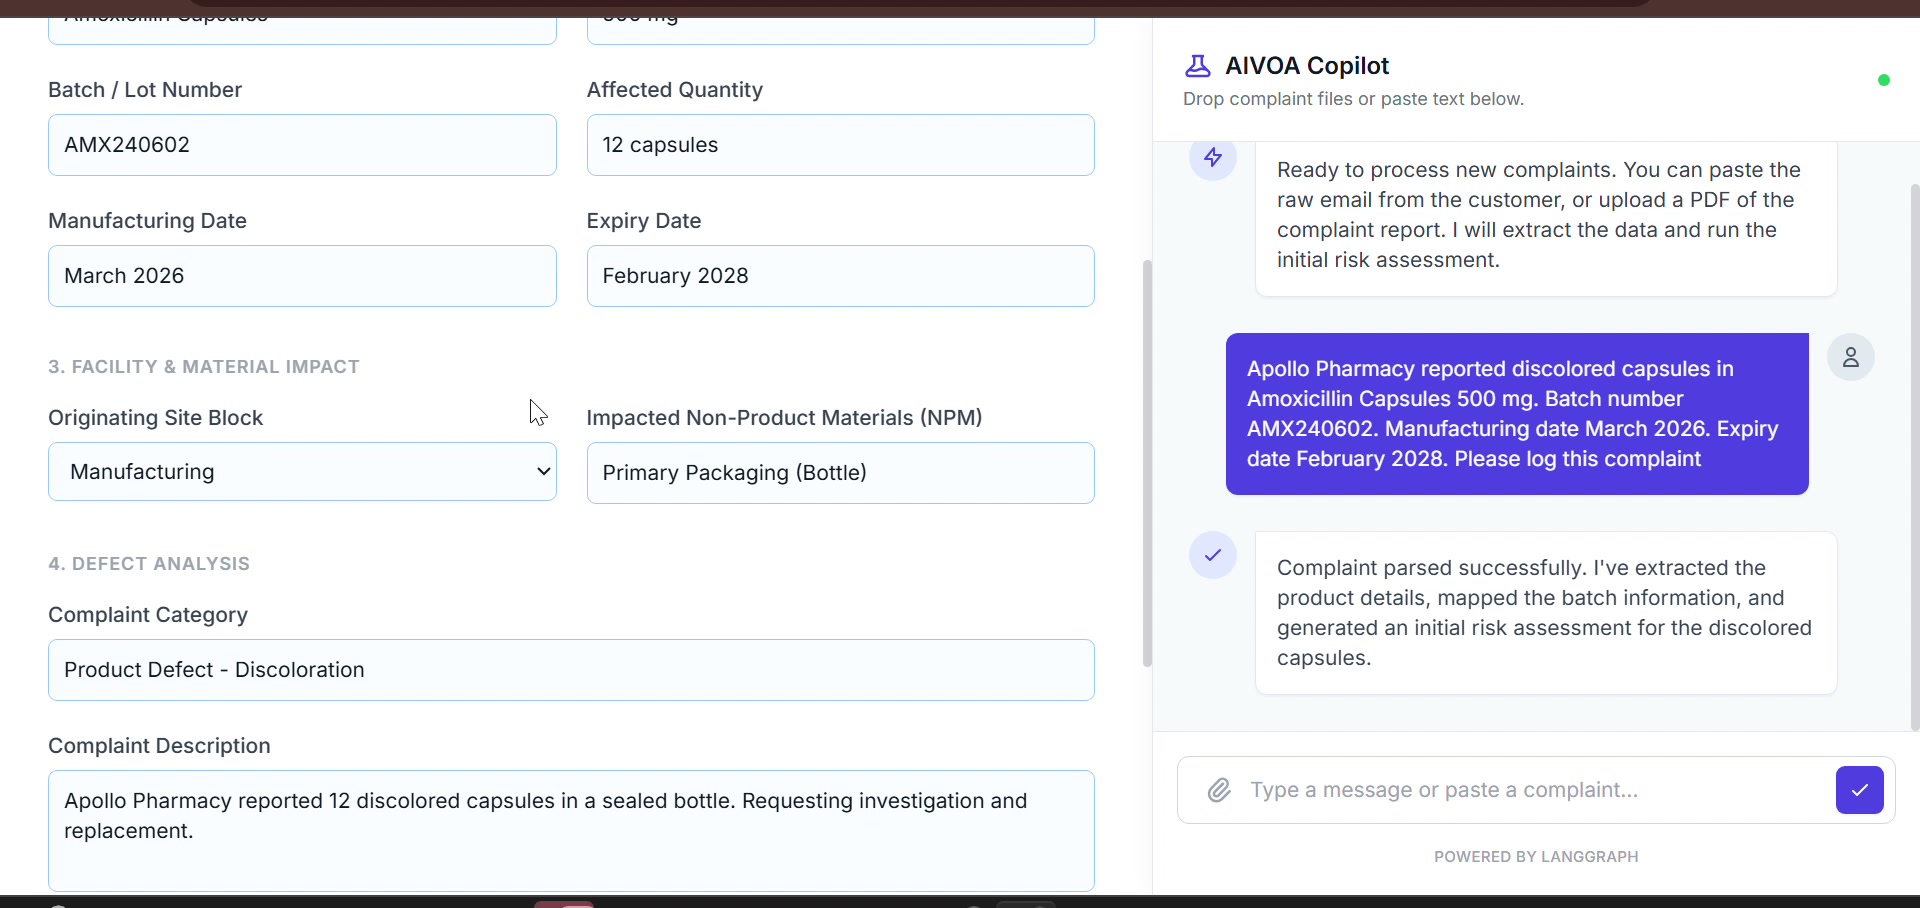 Amoxicillin Capsules
500 mg
Batch / Lot Number
Affected Quantity
AMX240602
12 capsules
Manufacturing Date
Expiry Date
March 2026
February 2028
3. FACILITY & MATERIAL IMPACT
Originating Site Block
Impacted Non-Product Materials (NPM)
Manufacturing
Primary Packaging (Bottle)
4. DEFECT ANALYSIS
Complaint Category
Product Defect - Discoloration
Complaint Description
Apollo Pharmacy reported 12 discolored capsules in a sealed bottle. Requesting investigation and
replacement.
AIVOA Copilot
Drop complaint files or paste text below.
Ready to process new complaints. You can paste the
raw email from the customer, or upload a PDF of the
complaint report. I will extract the data and run the
initial risk assessment.
Apollo Pharmacy reported discolored capsules in
Amoxicillin Capsules 500 mg. Batch number
AMX240602. Manufacturing date March 2026. Expiry
date February 2028. Please log this complaint
Complaint parsed successfully. I've extracted the
product details, mapped the batch information, and
generated an initial risk assessment for the discolored
capsules.
Type a message or paste a complaint...
POWERED BY LANGGRAPH